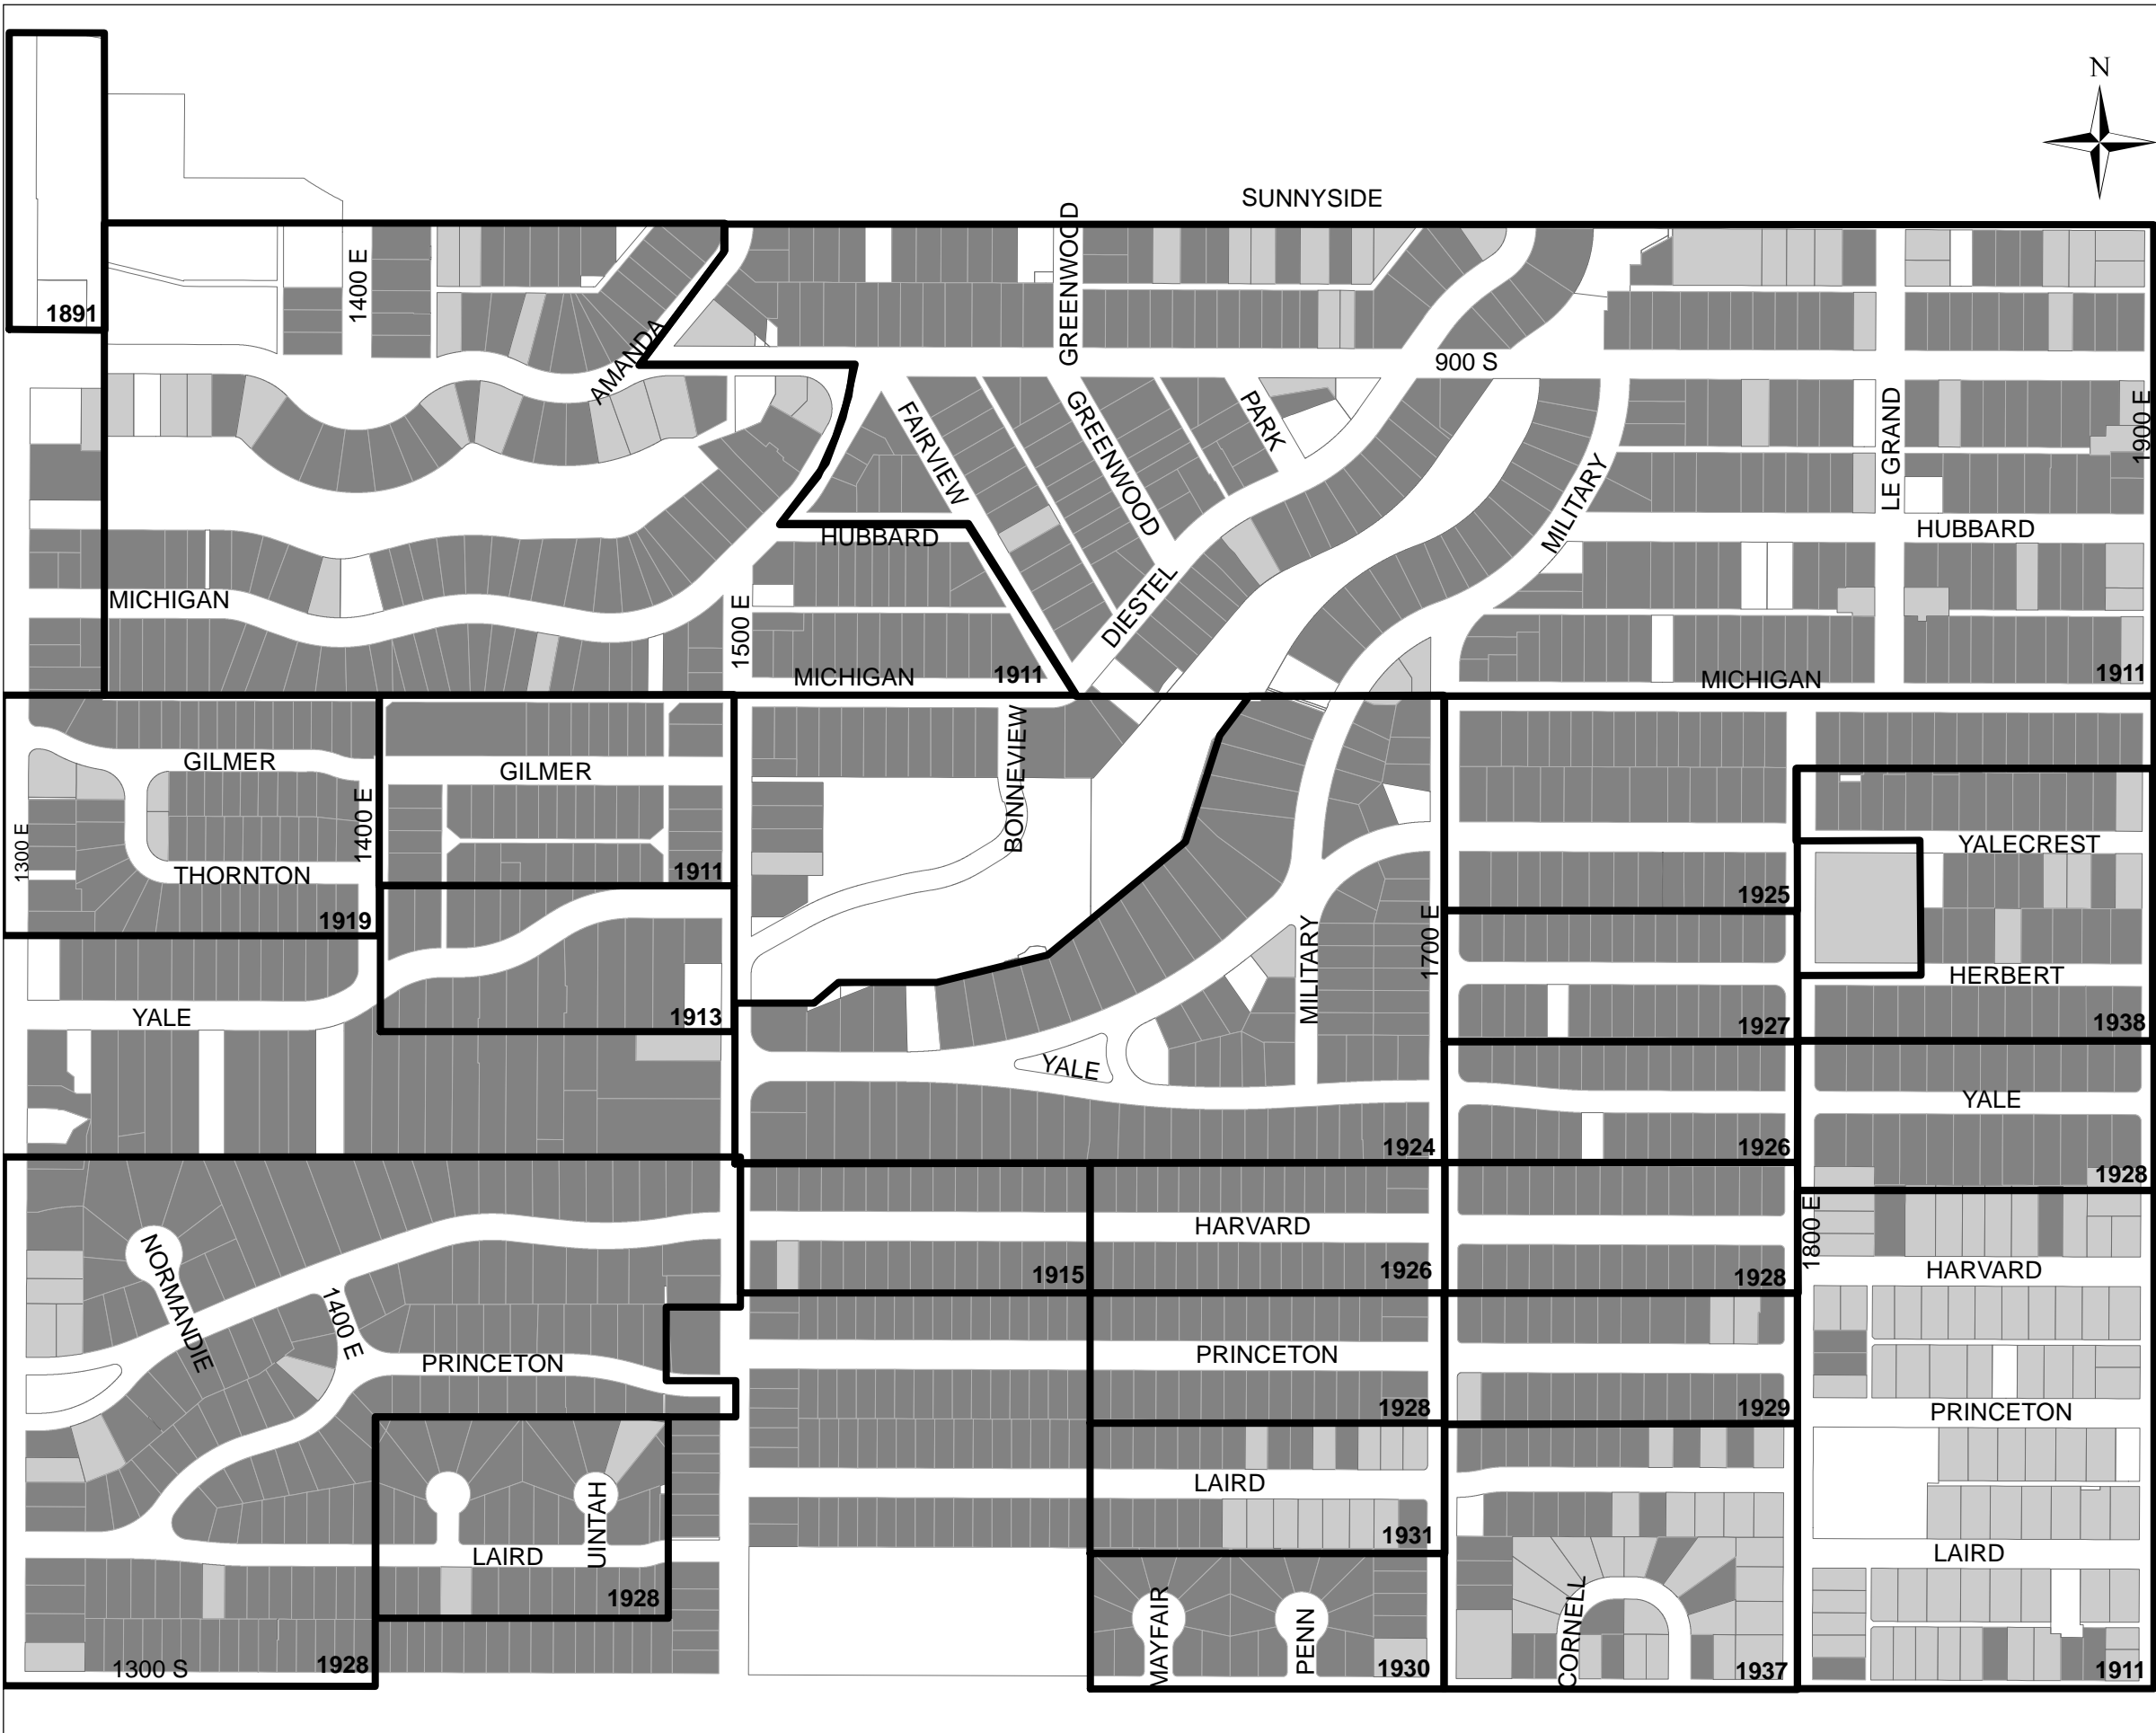 N
SUNNYSIDE
1891
1400 E
AMANDA
GREENWOOD
900 S
FAIRVIEW
GREENWOOD
PARK
MILITARY
LE GRAND
1900 E
HUBBARD
HUBBARD
MICHIGAN
1500 E
DIESTEL
MICHIGAN
1911
MICHIGAN
1911
GILMER
GILMER
BONNEVIEW
1300 E
1400 E
THORNTON
1911
1919
YALECREST
1925
1700 E
MILITARY
HERBERT
YALE
1913
1927
1938
YALE
YALE
1924
1926
1928
NORMANDIE
HARVARD
1800 E
HARVARD
1915
1926
1928
1400 E
PRINCETON
PRINCETON
1928
1929
PRINCETON
UINTAH
LAIRD
LAIRD
1931
LAIRD
1928
MAYFAIR
PENN
CORNELL
1300 S
1928
1930
1937
1911